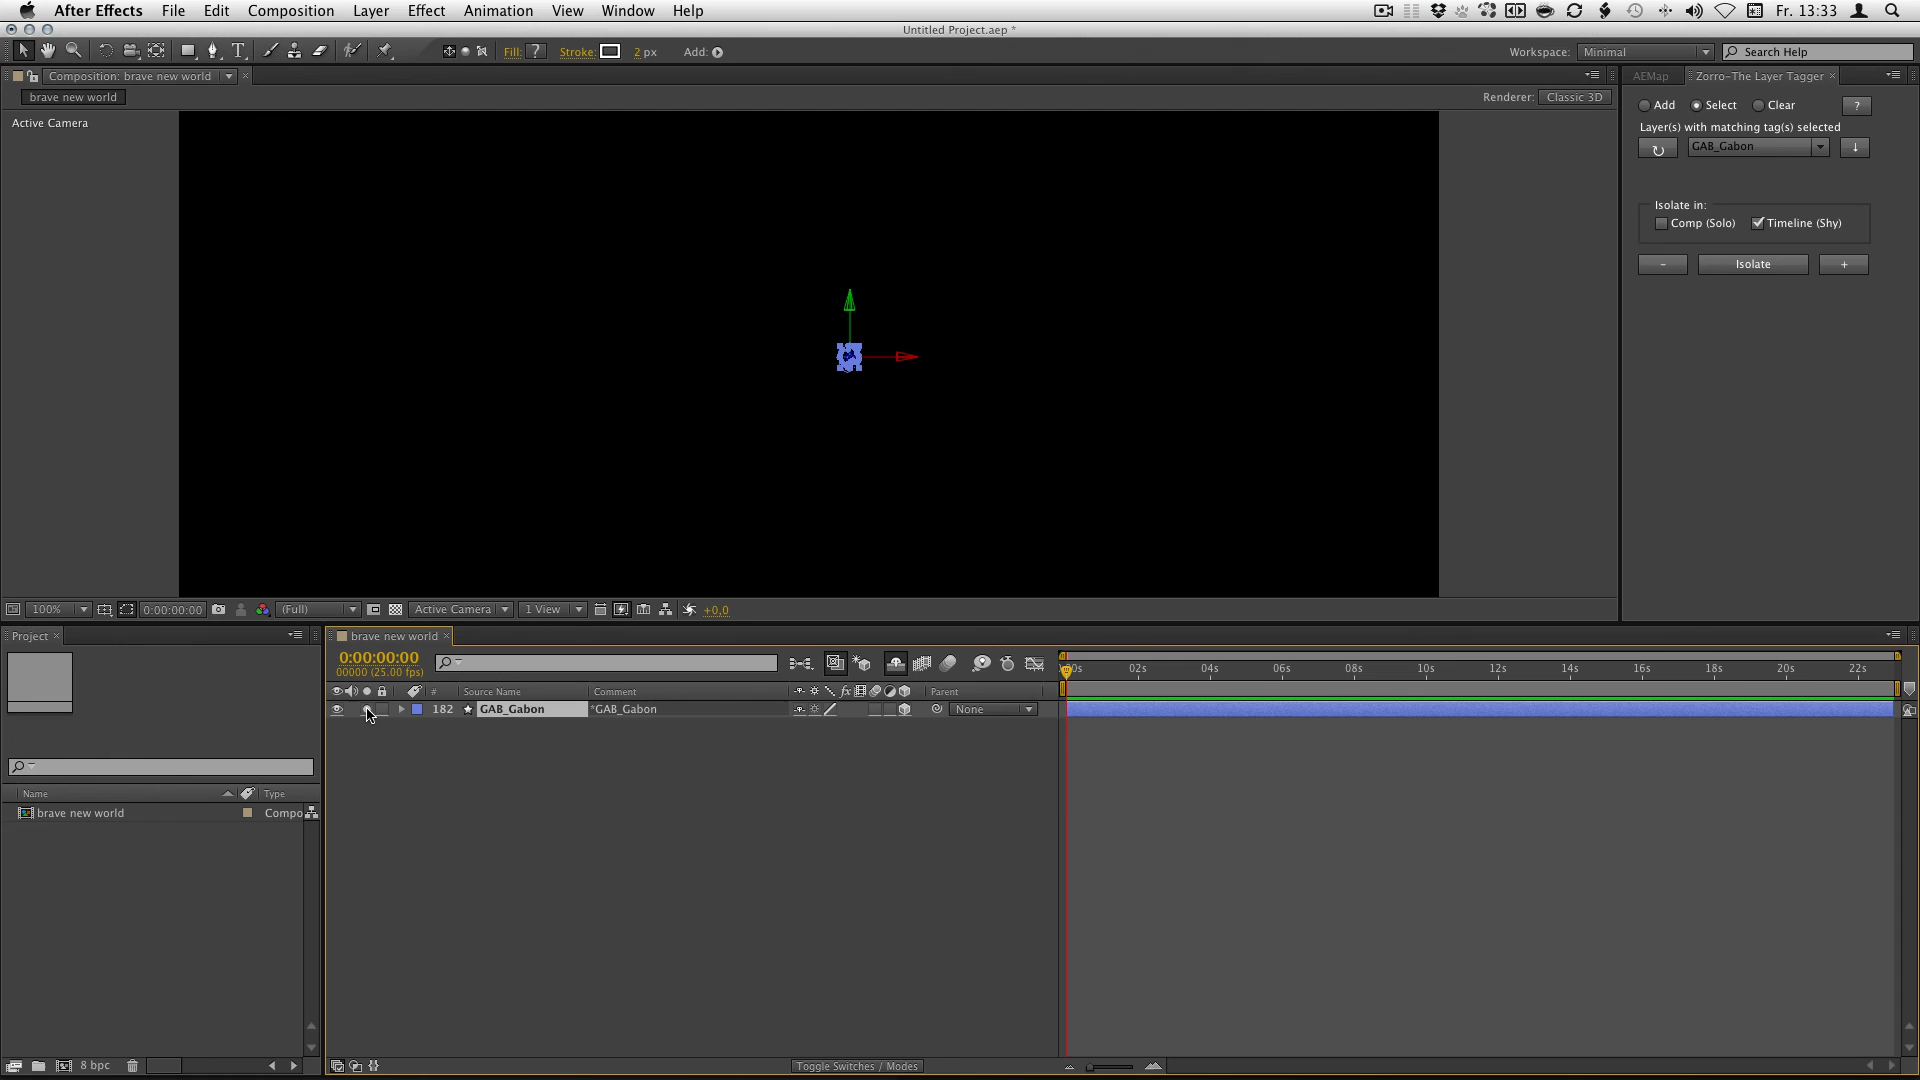 After Effects File Edit Composition Layer Effect Animation View Window Help Fr. 13:33
Untitled Project.aep *
Fill: ? Stroke: 2 px Add: Workspace: Minimal Search Help
Composition: brave new world × AEMap Zorro-The Layer Tagger ×
brave new world Renderer: Classic 3D
Active Camera
Add Select Clear ?
Layer(s) with matching tag(s) selected
GAB_Gabon
Isolate in:
Comp (Solo) Timeline (Shy)
- Isolate +
100% 0:00:00:00 (Full) Active Camera 1 View +0,0
Project × brave new world ×
0:00:00:00
00000 (25.00 fps)
00s 02s 04s 06s 08s 10s 12s 14s 16s 18s 20s 22s
# Source Name Comment fx Parent
182 GAB_Gabon *GAB_Gabon None
Name Type
brave new world Compo
8 bpc Toggle Switches / Modes